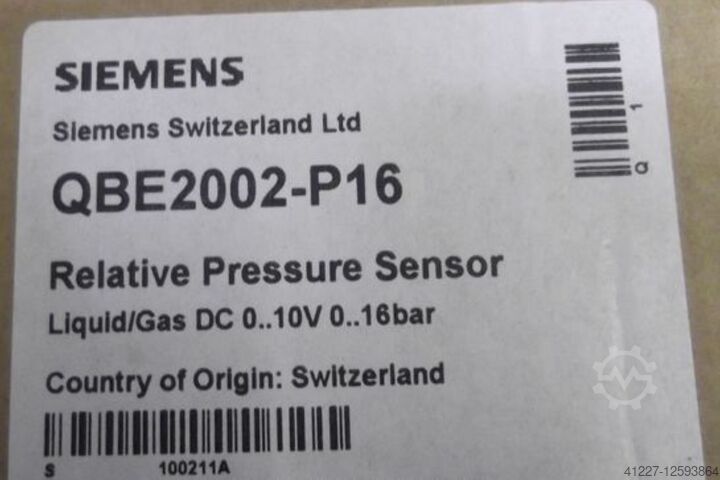 SIEMENS
Siemens Switzerland Ltd
QBE2002-P16
Relative Pressure Sensor
Liquid/Gas DC 0..10V 0..16bar
Country of Origin: Switzerland
S 100211A
Q 1
41227-12593864